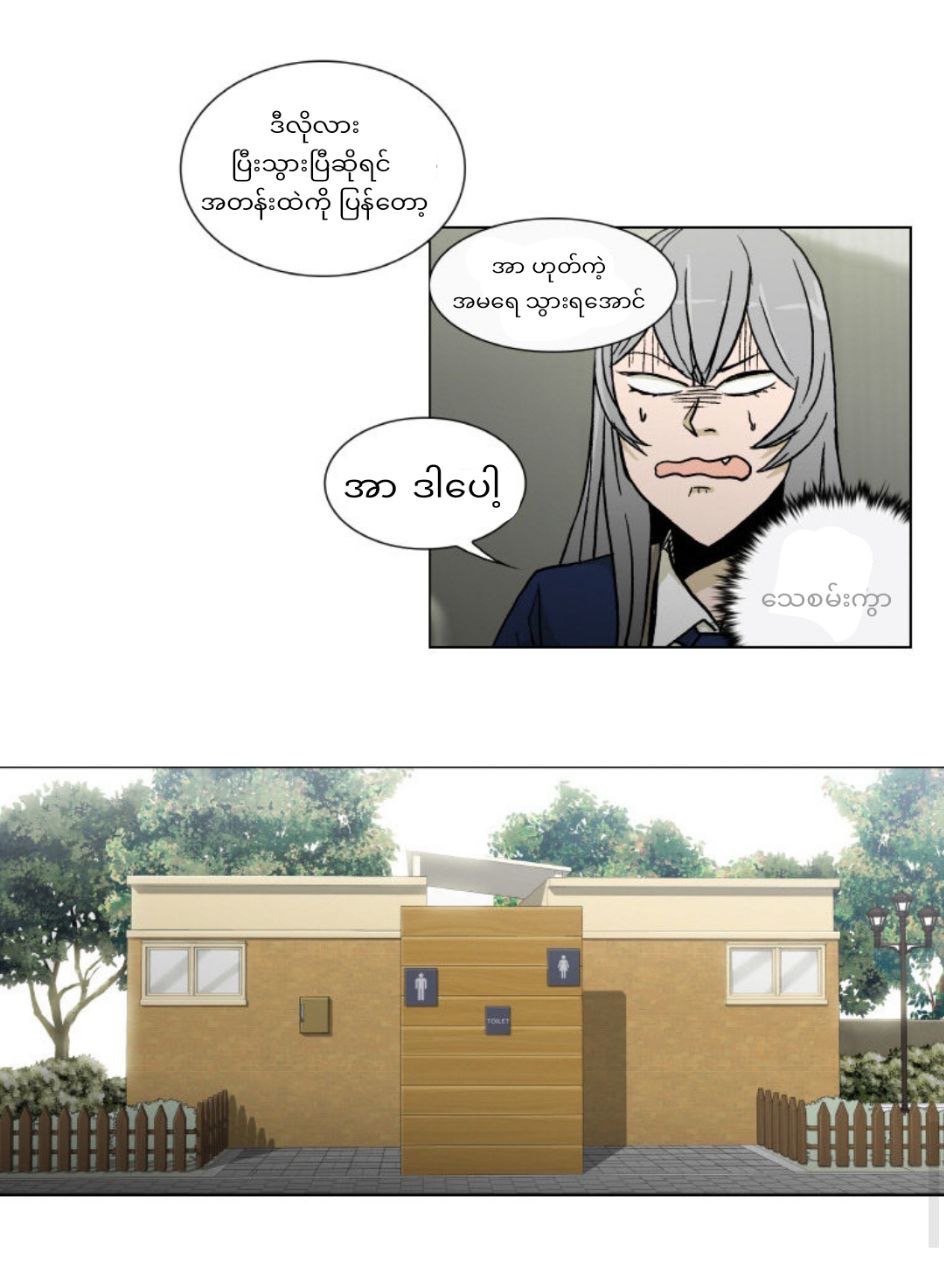 ဒီလိုလား
ပြီးသွားပြီဆိုရင်
အတန်းထဲကို ပြန်တော့
အာ ဟုတ်ကဲ့
အမရေ သွားရအောင်
အာ ဒါပေါ့
သေစမ်းကွာ
TOILET